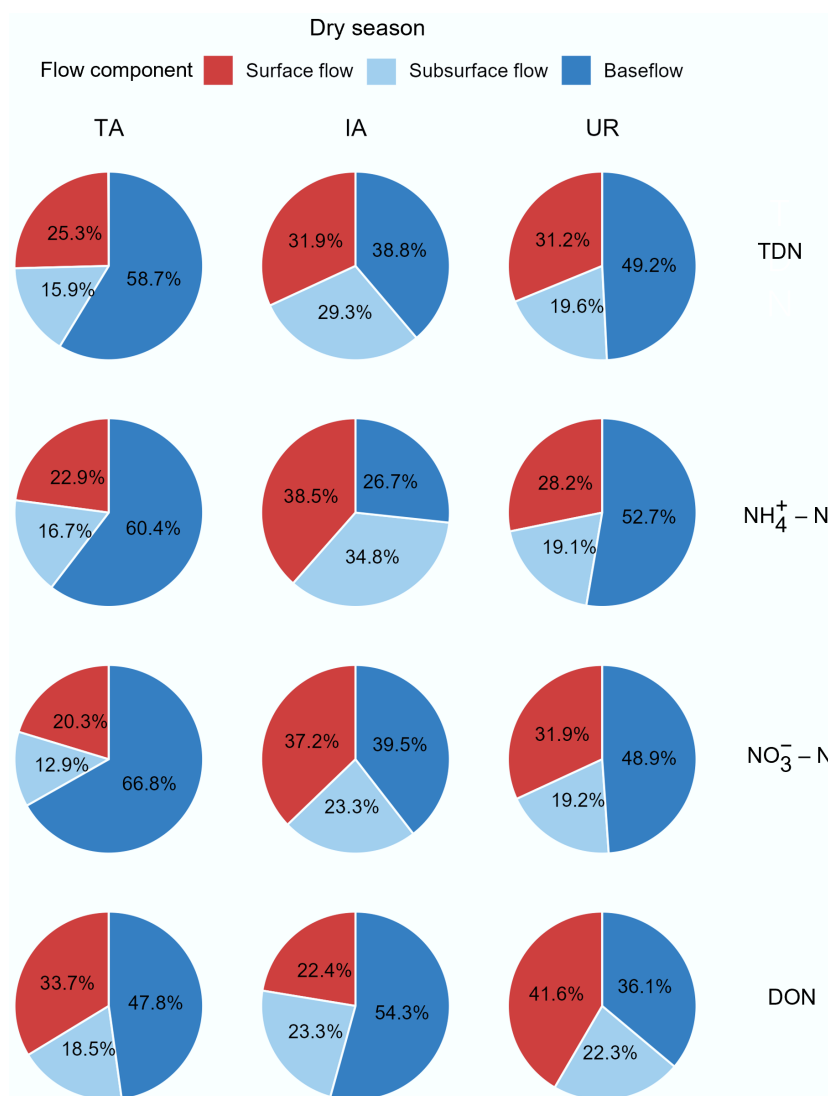 Dry season
Flow component Surface flow Subsurface flow Baseflow
TA IA UR
25.3% 58.7% 15.9% 31.9% 38.8% 29.3% 31.2% 49.2% 19.6% TDN
22.9% 60.4% 16.7% 38.5% 26.7% 34.8% 28.2% 52.7% 19.1% NH₄⁺ – N
20.3% 66.8% 12.9% 37.2% 39.5% 23.3% 31.9% 48.9% 19.2% NO₃⁻ – N
33.7% 47.8% 18.5% 22.4% 54.3% 23.3% 41.6% 36.1% 22.3% DON